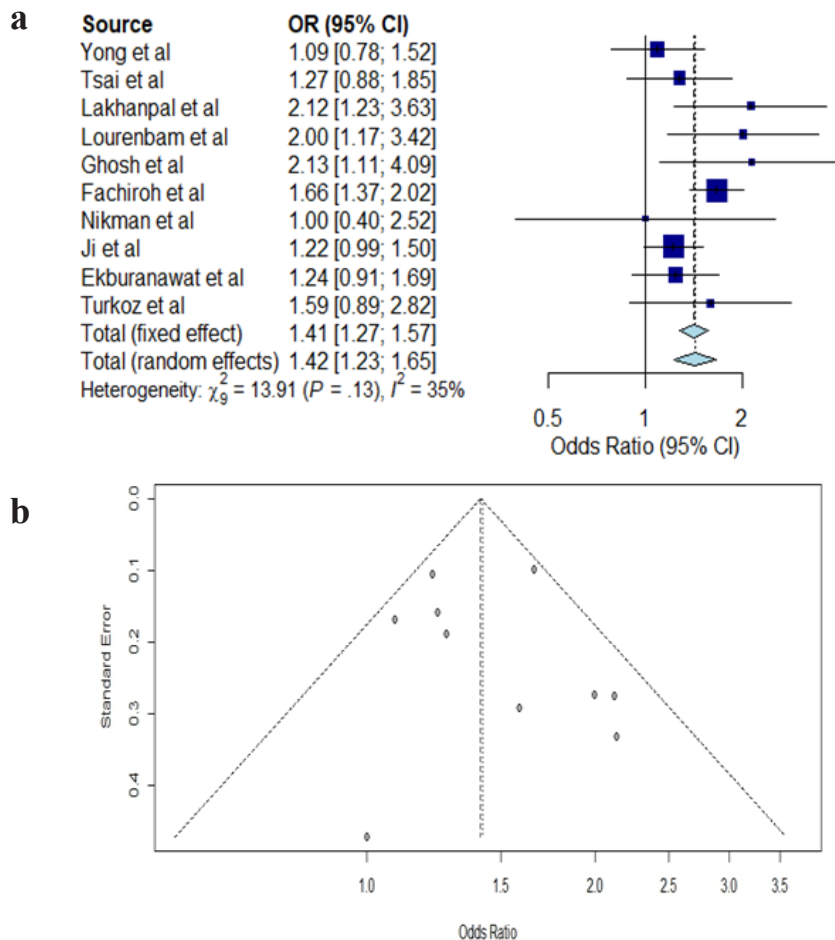 a
Source OR (95% CI)
Yong et al 1.09 [0.78; 1.52]
Tsai et al 1.27 [0.88; 1.85]
Lakhanpal et al 2.12 [1.23; 3.63]
Lourenbam et al 2.00 [1.17; 3.42]
Ghosh et al 2.13 [1.11; 4.09]
Fachiroh et al 1.66 [1.37; 2.02]
Nikman et al 1.00 [0.40; 2.52]
Ji et al 1.22 [0.99; 1.50]
Ekburanawat et al 1.24 [0.91; 1.69]
Turkoz et al 1.59 [0.89; 2.82]
Total (fixed effect) 1.41 [1.27; 1.57]
Total (random effects) 1.42 [1.23; 1.65]
Heterogeneity: χ²₉ = 13.91 (P = .13), I² = 35%
0.5 1 2
Odds Ratio (95% CI)
b
0.0
0.1
0.2
0.3
0.4
Standard Error
1.0 1.5 2.0 2.5 3.0 3.5
Odds Ratio